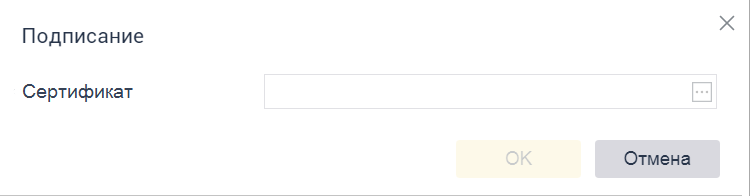 Подписание
Сертификат
OK
Отмена